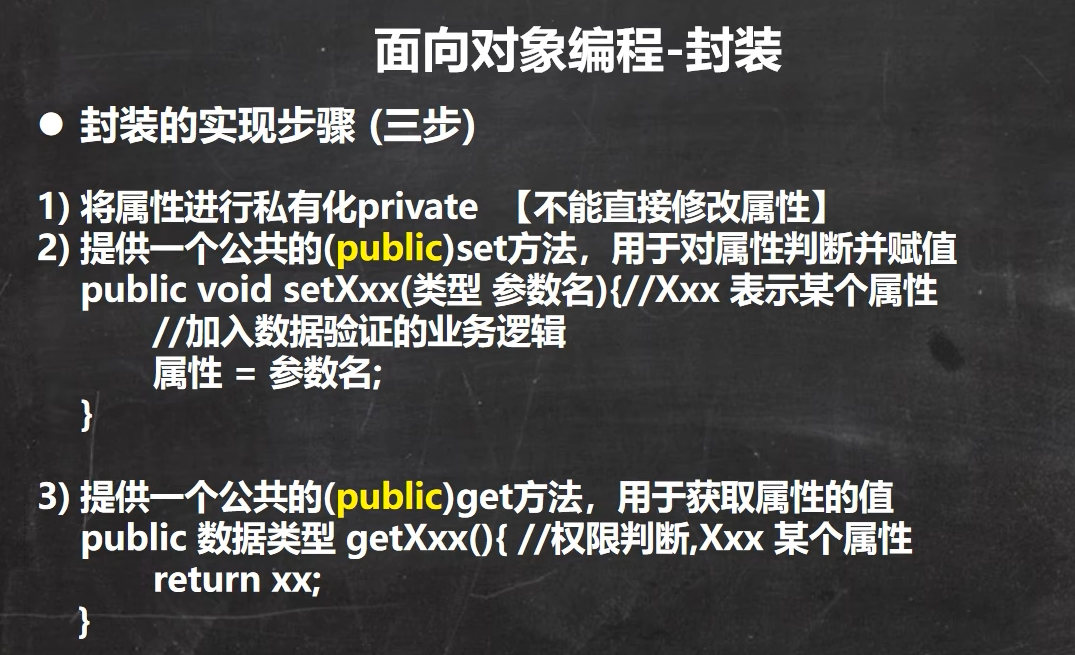 面向对象编程-封装
● 封装的实现步骤 (三步)
1) 将属性进行私有化private 【不能直接修改属性】
2) 提供一个公共的(public)set方法，用于对属性判断并赋值
public void setXxx(类型 参数名){//Xxx 表示某个属性
//加入数据验证的业务逻辑
属性 = 参数名;
}
3) 提供一个公共的(public)get方法，用于获取属性的值
public 数据类型 getXxx(){ //权限判断,Xxx 某个属性
return xx;
}